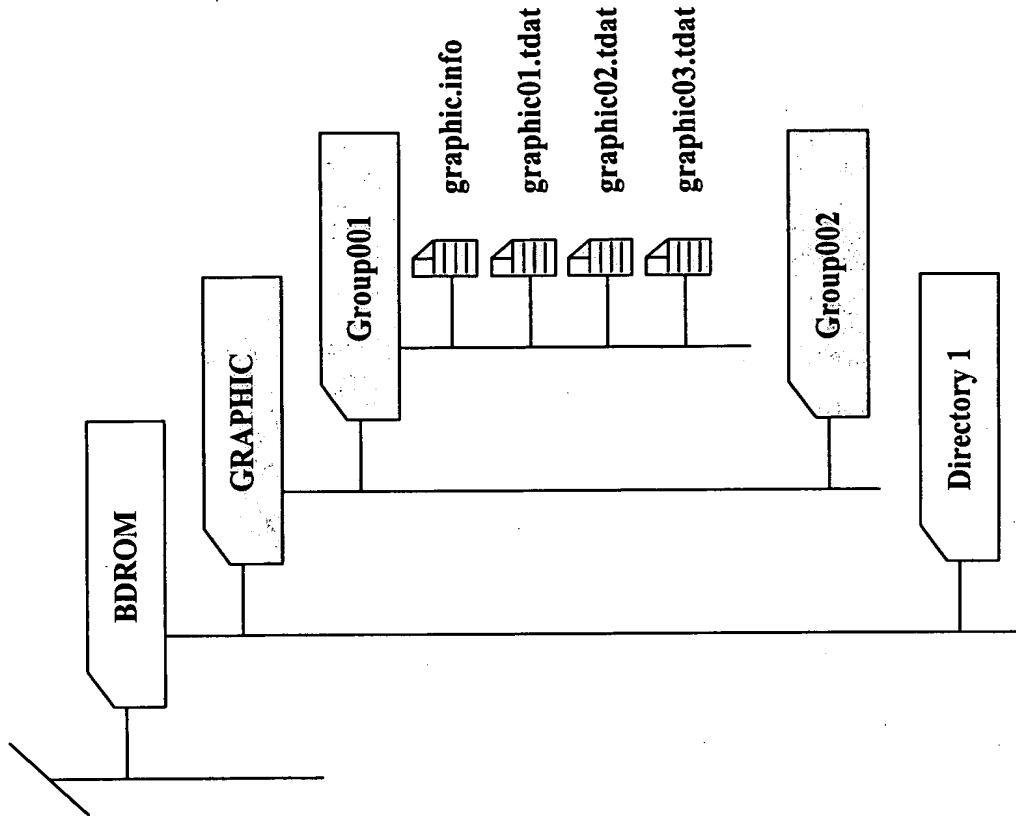 BDROM
GRAPHIC
Group001
graphic.info
graphic01.tdat
graphic02.tdat
graphic03.tdat
Group002
Directory 1